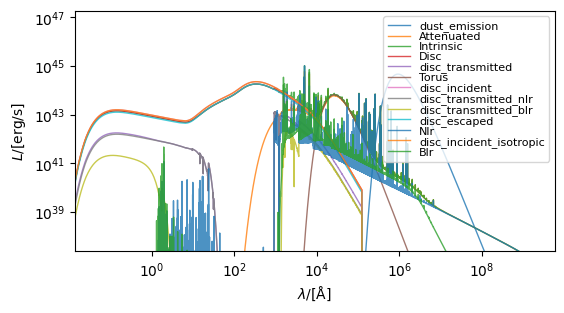 10^47
10^45
10^43
10^41
10^39
L/[erg/s]
dust_emission
Attenuated
Intrinsic
Disc
disc_transmitted
Torus
disc_incident
disc_transmitted_nlr
disc_transmitted_blr
disc_escaped
Nlr
disc_incident_isotropic
Blr
10^0
10^2
10^4
10^6
10^8
λ/[Å]